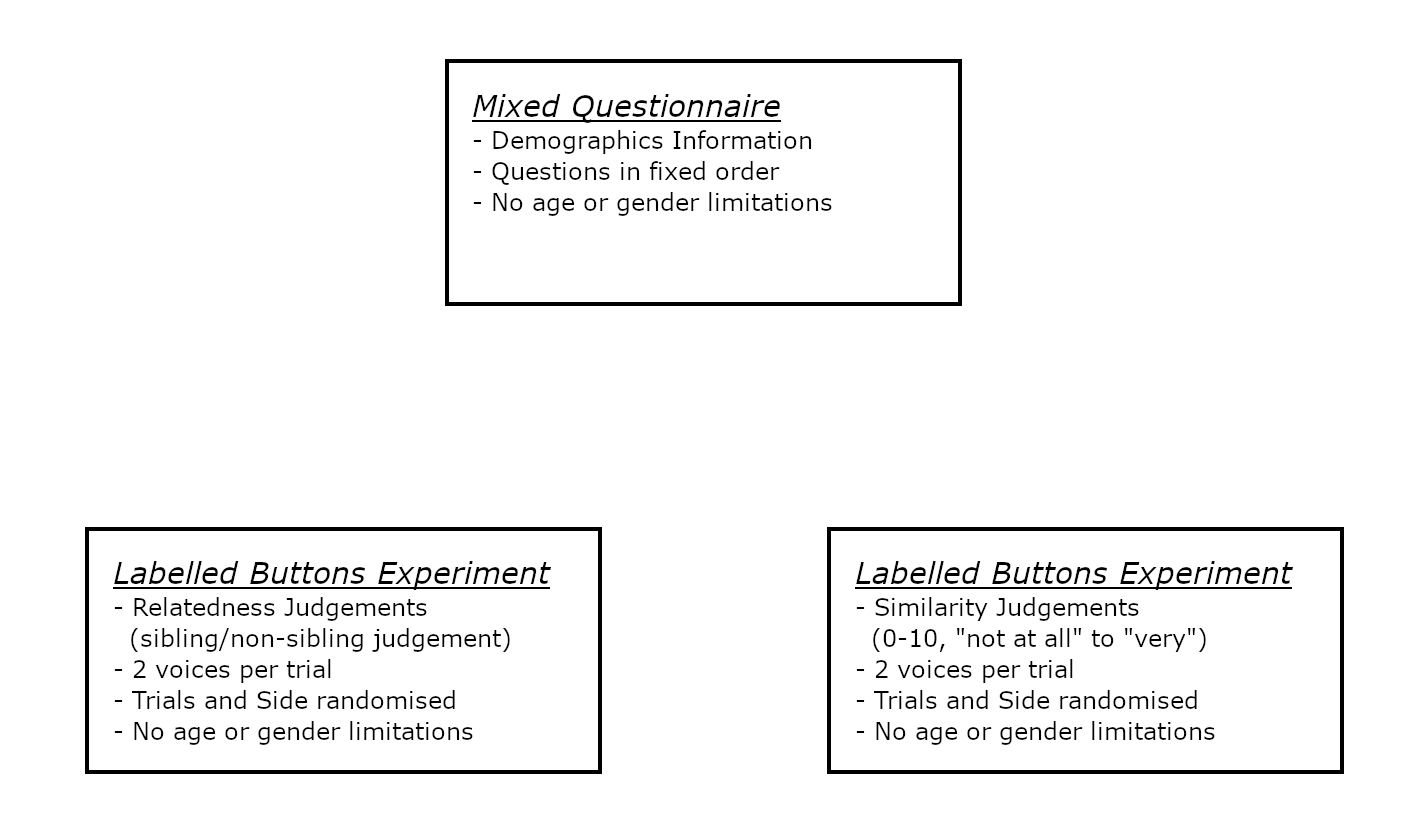 Mixed Questionnaire
- Demographics Information
- Questions in fixed order
- No age or gender limitations
Labelled Buttons Experiment
- Relatedness Judgements
(sibling/non-sibling judgement)
- 2 voices per trial
- Trials and Side randomised
- No age or gender limitations
Labelled Buttons Experiment
- Similarity Judgements
(0-10, "not at all" to "very")
- 2 voices per trial
- Trials and Side randomised
- No age or gender limitations